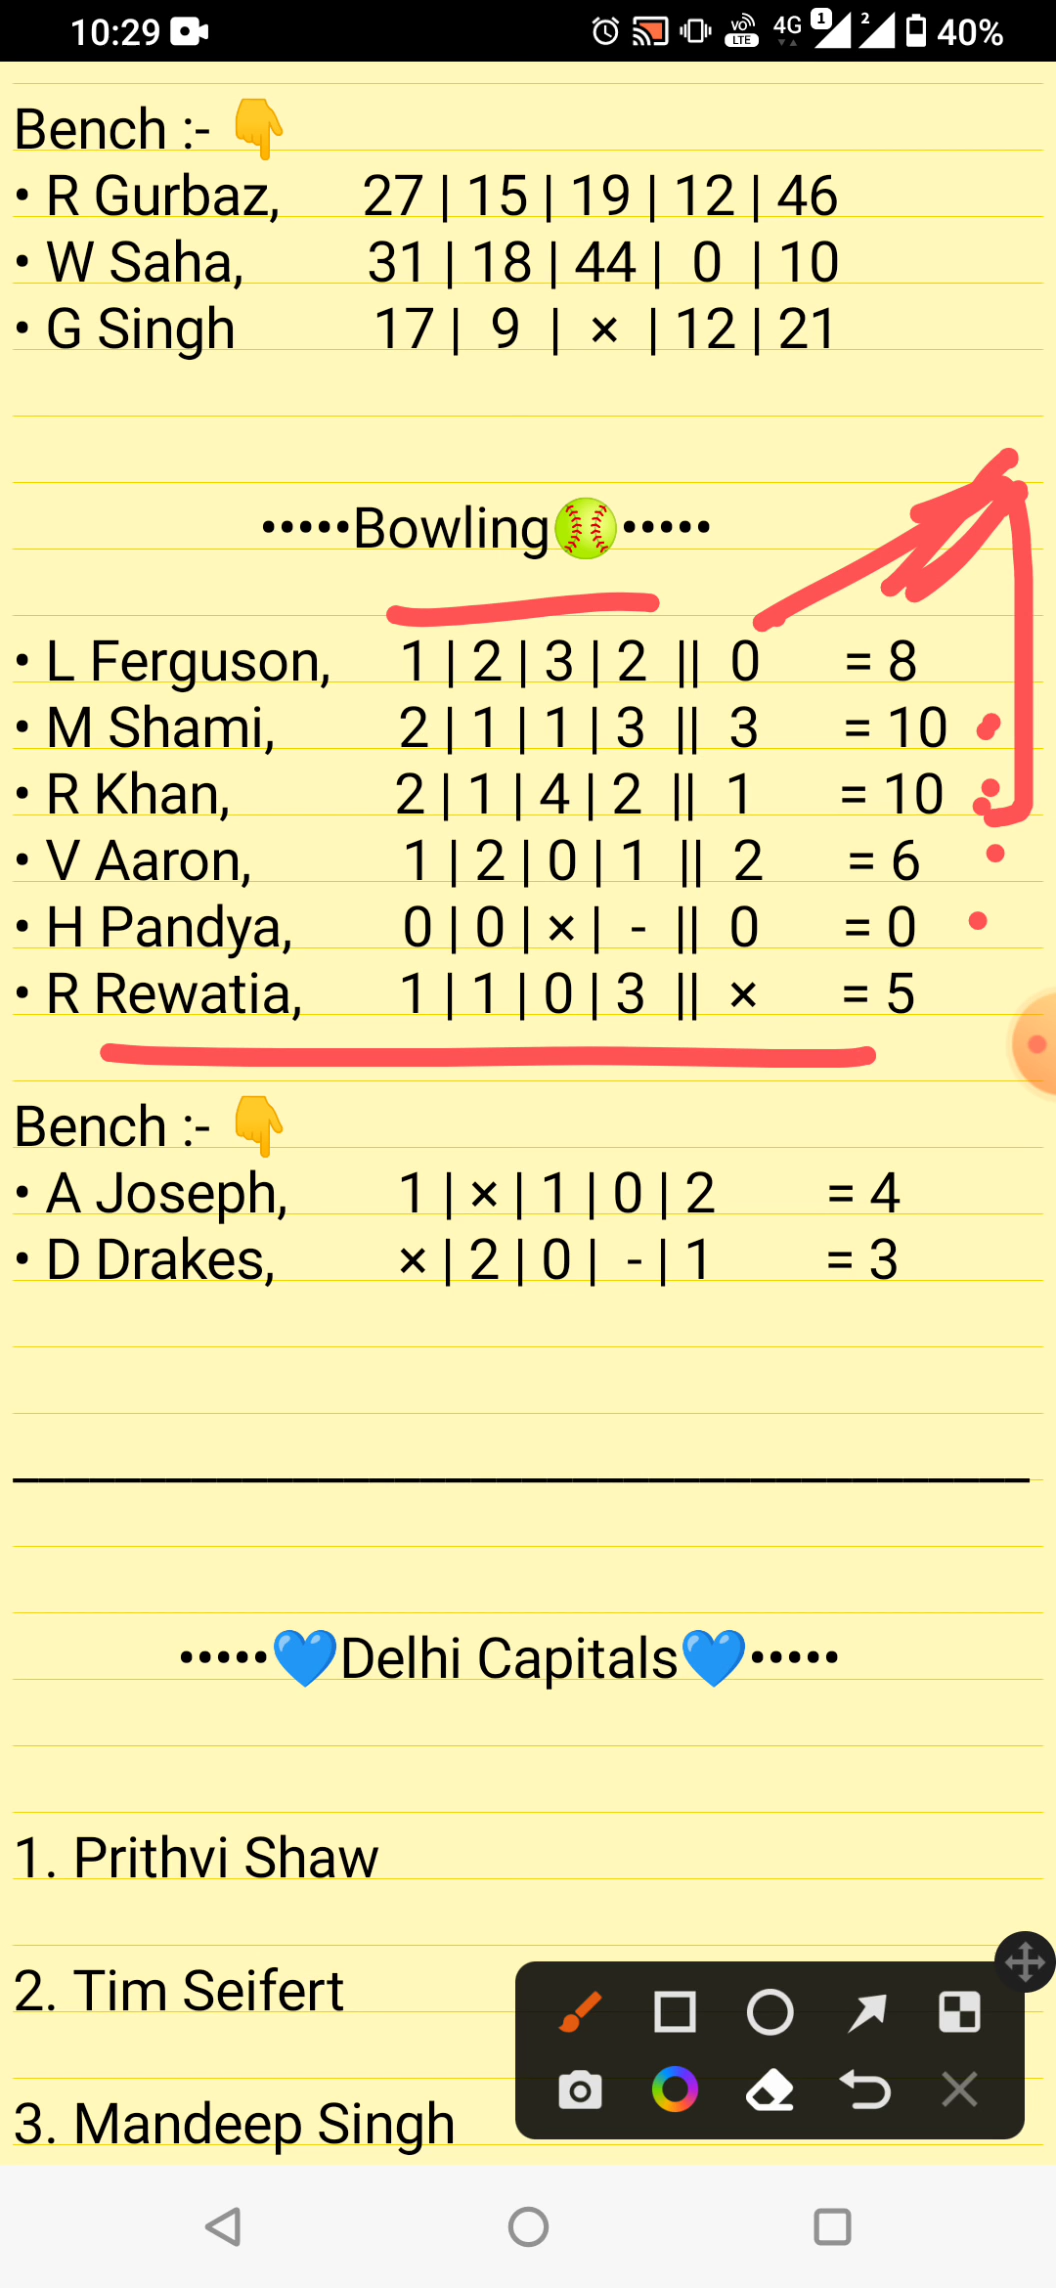 10:29 VO LTE 4G 1 2 40%
Bench :- 👇
• R Gurbaz, 27 | 15 | 19 | 12 | 46
• W Saha, 31 | 18 | 44 | 0 | 10
• G Singh 17 | 9 | × | 12 | 21
•••••Bowling🥎•••••
• L Ferguson, 1 | 2 | 3 | 2 || 0 = 8
• M Shami, 2 | 1 | 1 | 3 || 3 = 10
• R Khan, 2 | 1 | 4 | 2 || 1 = 10
• V Aaron, 1 | 2 | 0 | 1 || 2 = 6
• H Pandya, 0 | 0 | × | - || 0 = 0
• R Rewatia, 1 | 1 | 0 | 3 || × = 5
Bench :- 👇
• A Joseph, 1 | × | 1 | 0 | 2 = 4
• D Drakes, × | 2 | 0 | - | 1 = 3
•••••💙Delhi Capitals💙•••••
1. Prithvi Shaw
2. Tim Seifert
3. Mandeep Singh